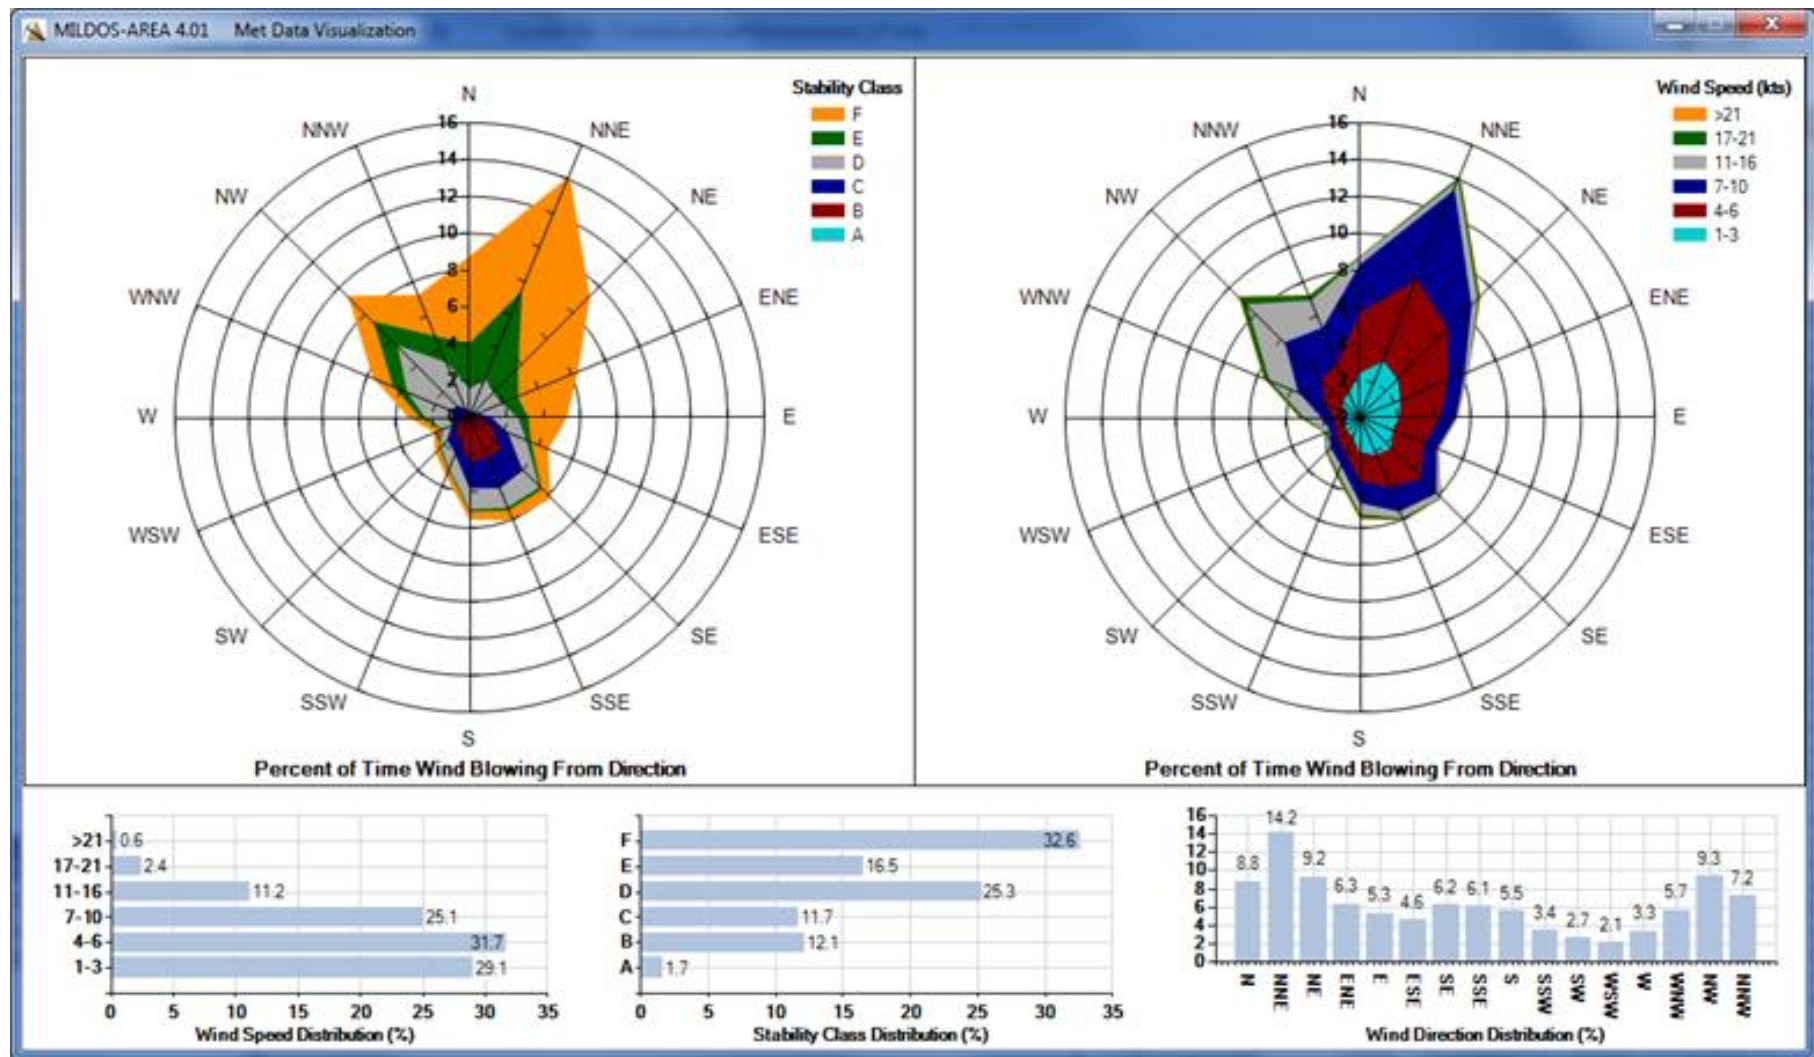 MILDOS-AREA 4.01 Met Data Visualization
Stability Class
F
E
D
C
B
A
N
NNE
NE
ENE
E
ESE
SE
SSE
S
SSW
SW
WSW
W
WNW
NW
NNW
16
14
12
10
8
6
4
2
Percent of Time Wind Blowing From Direction
Wind Speed (kts)
>21
17-21
11-16
7-10
4-6
1-3
N
NNE
NE
ENE
E
ESE
SE
SSE
S
SSW
SW
WSW
W
WNW
NW
NNW
16
14
12
10
8
6
4
2
Percent of Time Wind Blowing From Direction
>21 0.6
17-21 2.4
11-16 11.2
7-10 25.1
4-6 31.7
1-3 29.1
0 5 10 15 20 25 30 35
Wind Speed Distribution (%)
F 32.6
E 16.5
D 25.3
C 11.7
B 12.1
A 1.7
0 5 10 15 20 25 30 35
Stability Class Distribution (%)
16
14
12
10
8
6
4
2
0
8.8 14.2 9.2 6.3 5.3 4.6 6.2 6.1 5.5 3.4 2.7 2.1 3.3 5.7 9.3 7.2
N NNE NE ENE E ESE SE SSE S SSW SW WSW W WNW NW NNW
Wind Direction Distribution (%)